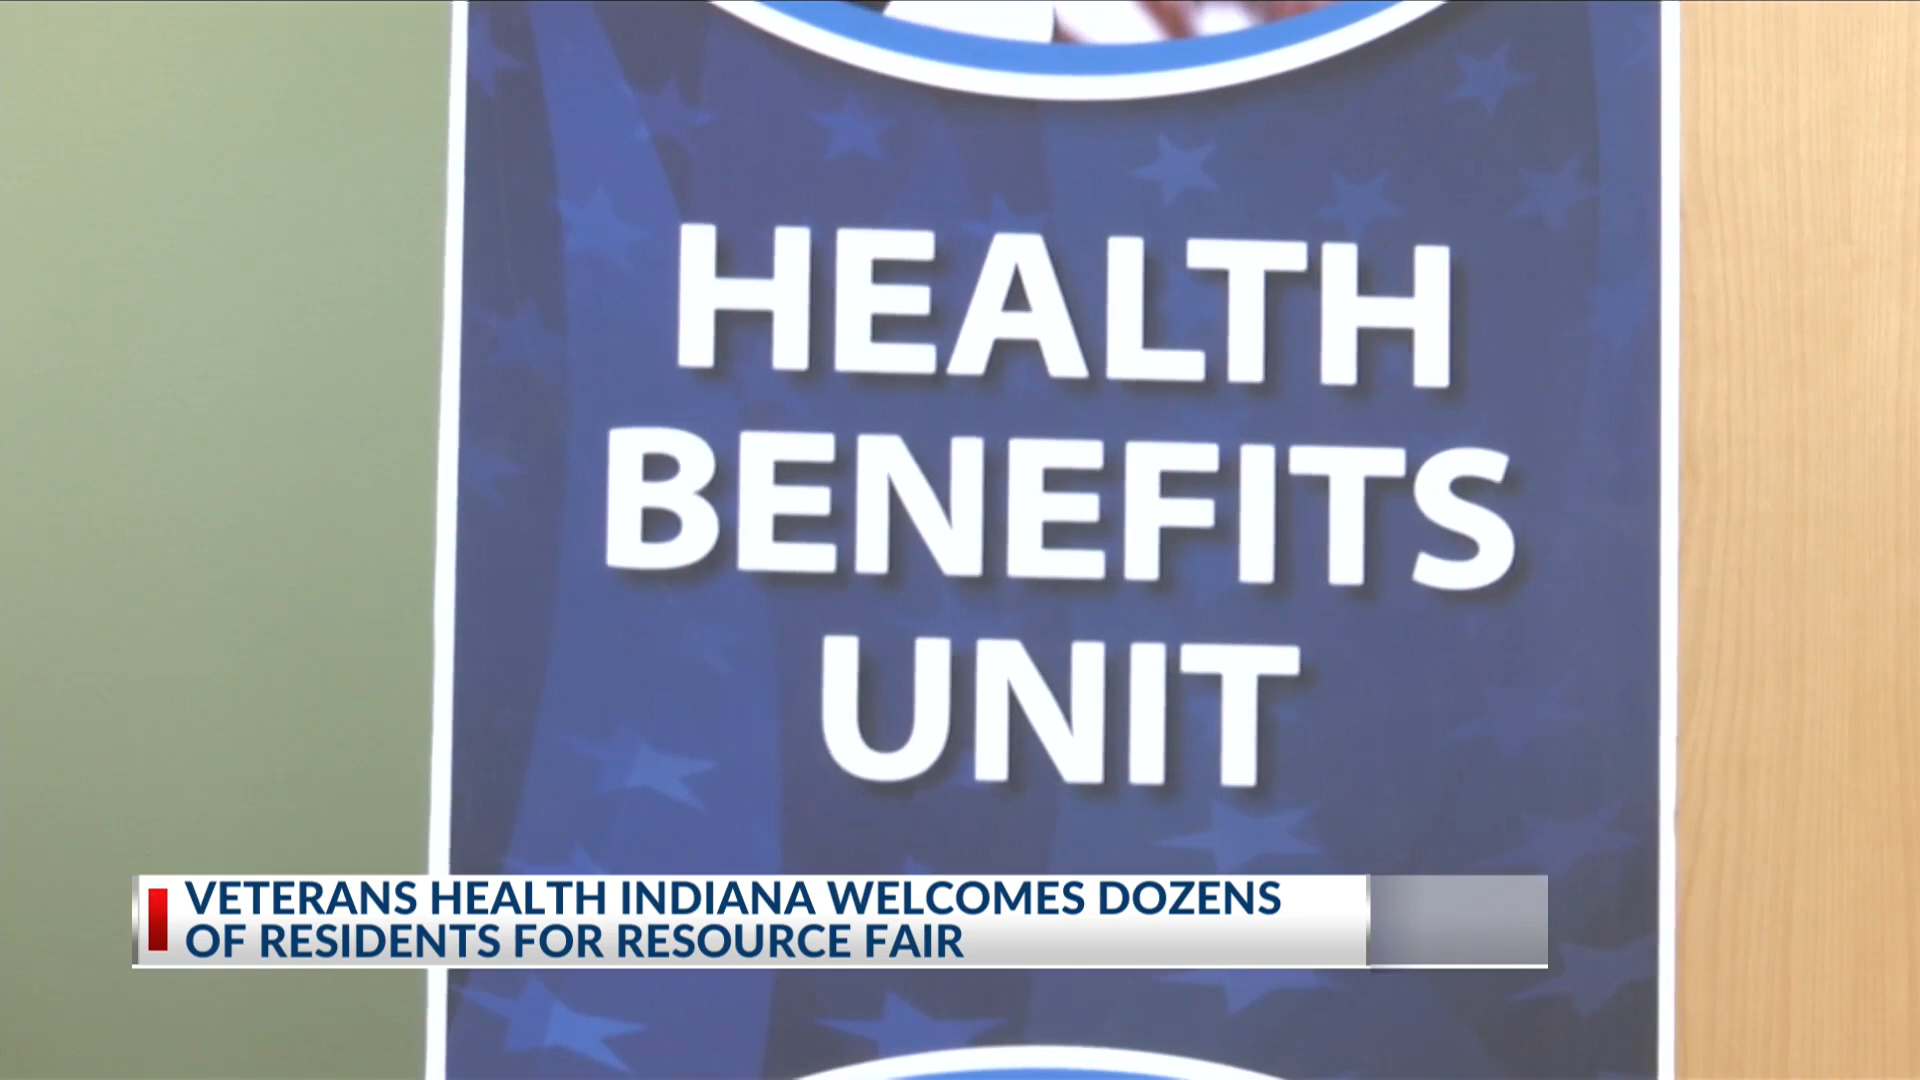 HEALTH
BENEFITS
UNIT
VETERANS HEALTH INDIANA WELCOMES DOZENS
OF RESIDENTS FOR RESOURCE FAIR